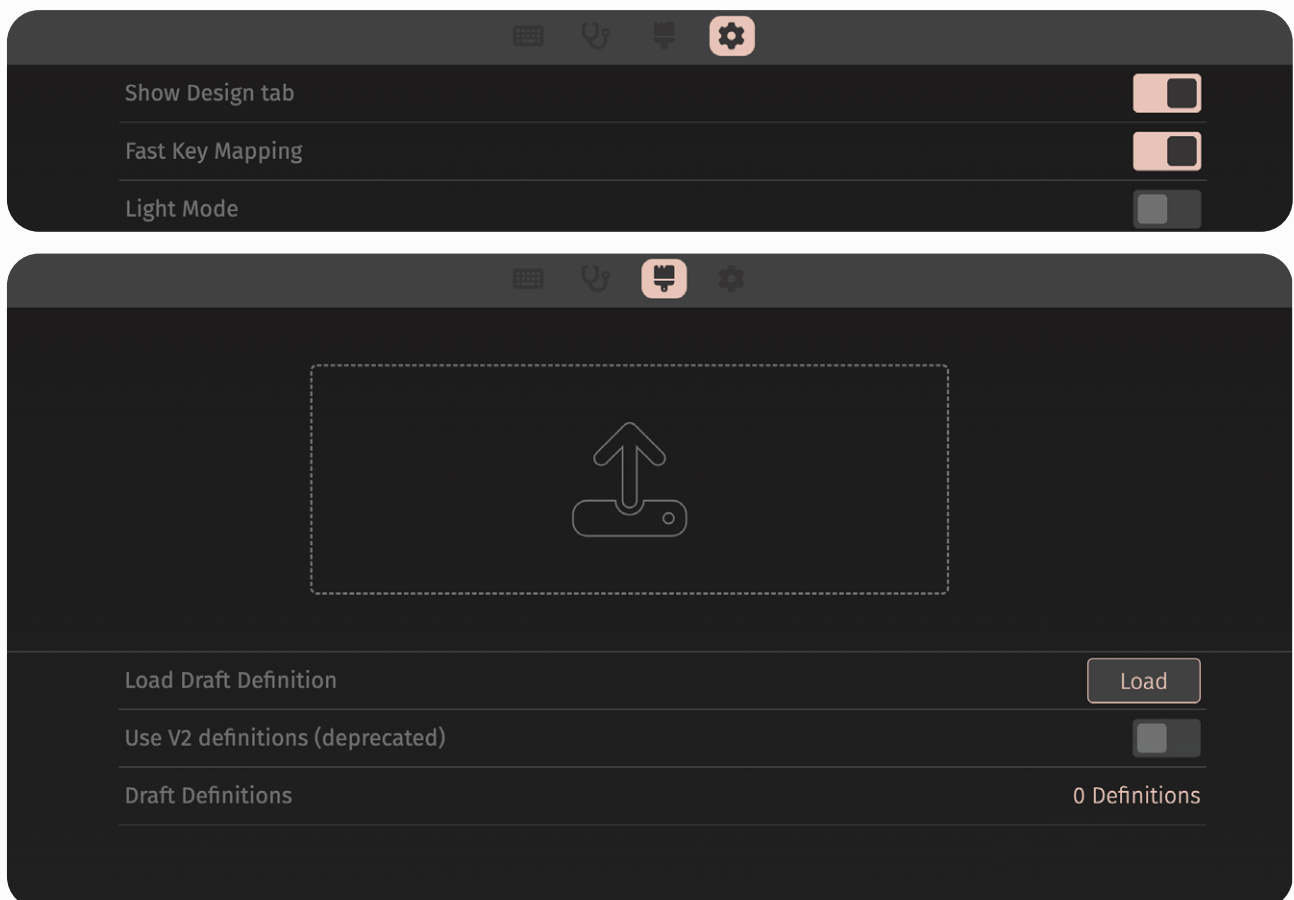 Show Design tab
Fast Key Mapping
Light Mode
Load Draft Definition
Load
Use V2 definitions (deprecated)
Draft Definitions
0 Definitions